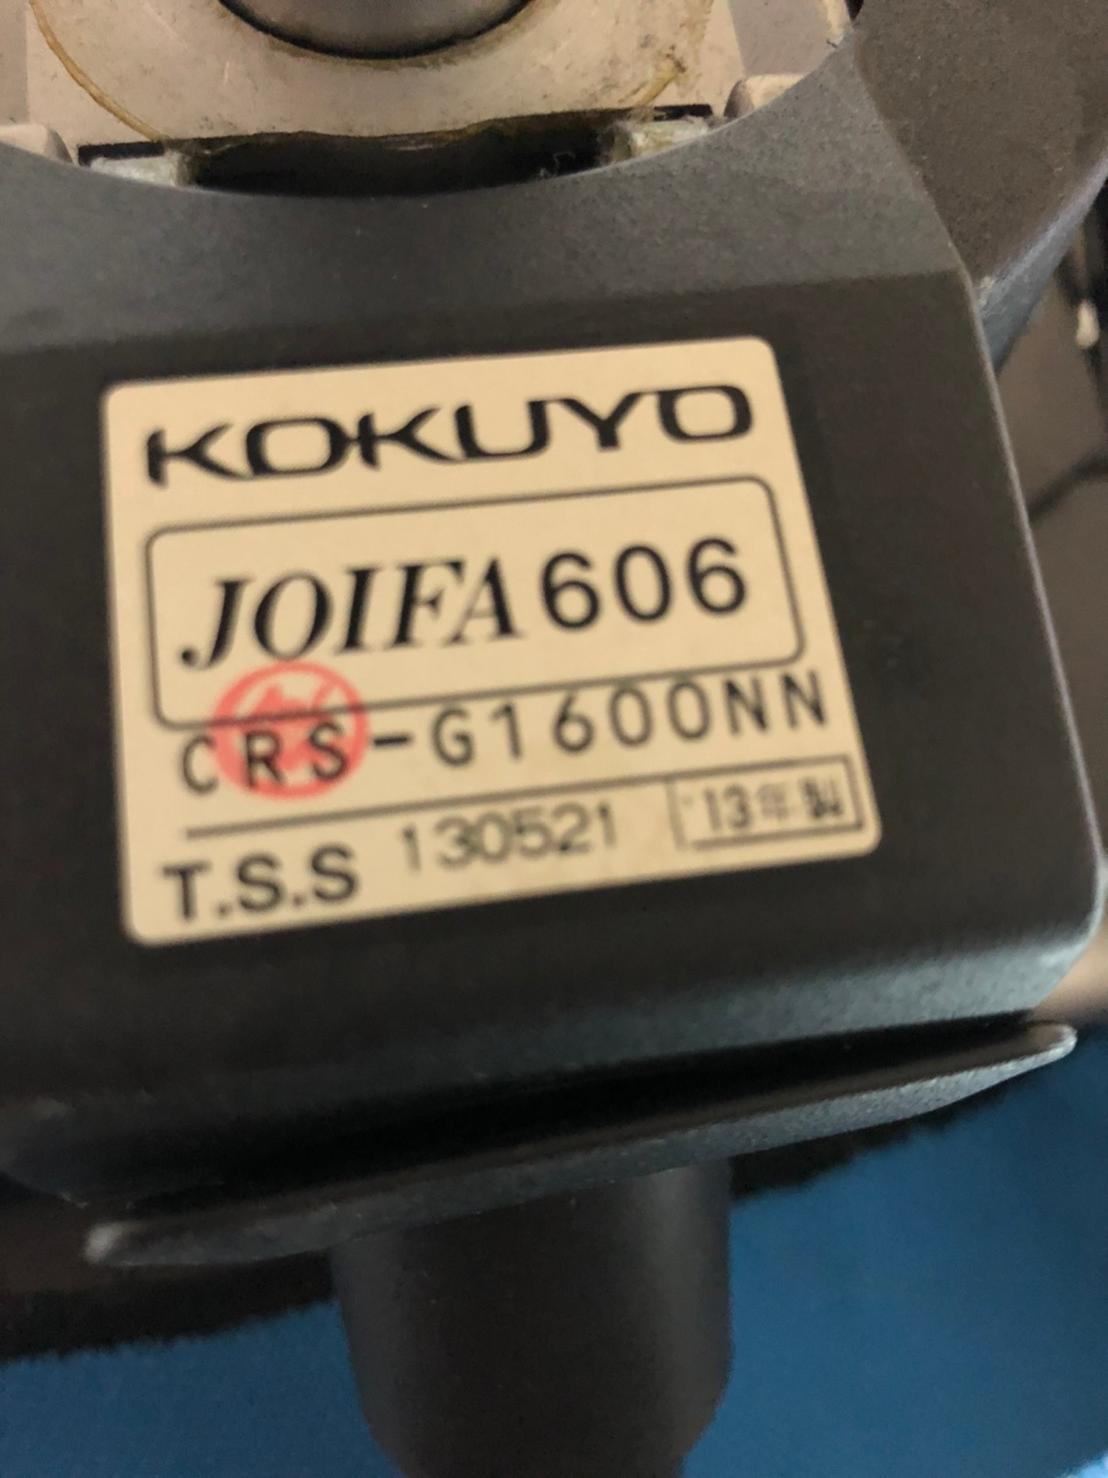 KOKUYO
JOIFA606
CRS-G1600NN
T.S.S 130521 '13年製